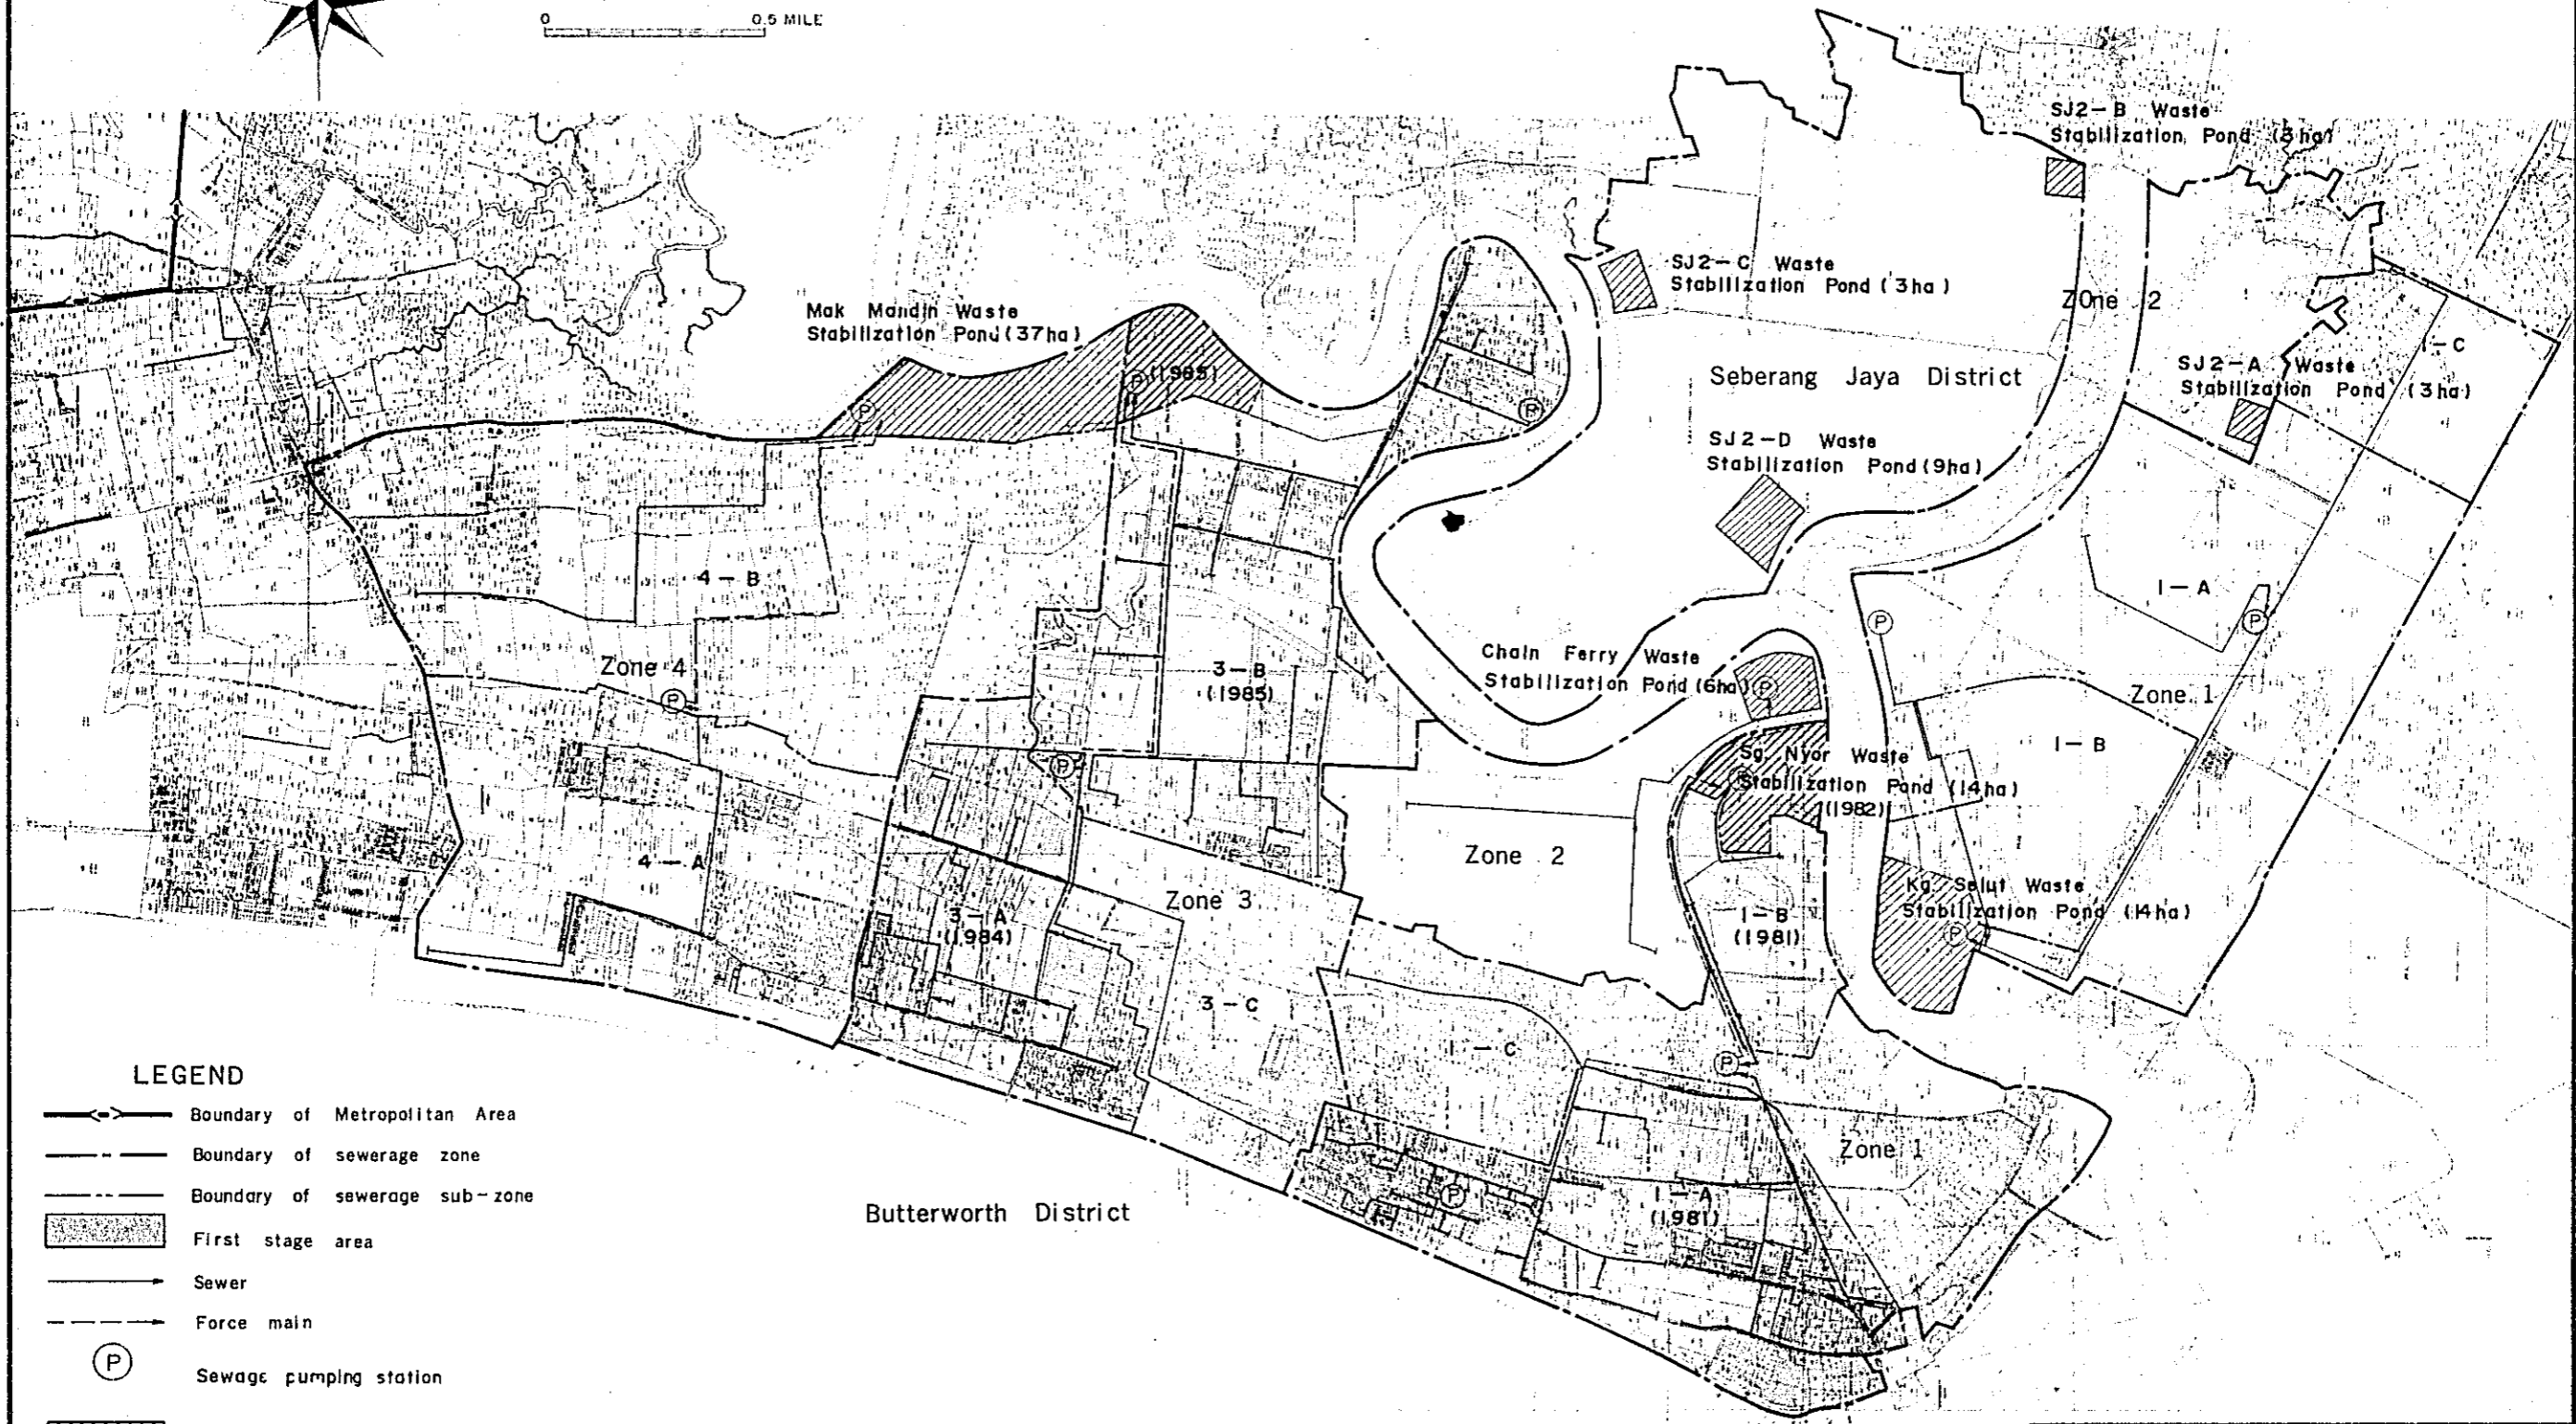 0 0.5 MILE
SJ2-B Waste
Stabilization Pond (3ha)
SJ2-C Waste
Stabilization Pond (3ha)
Zone 2
Mak Mandin Waste
Stabilization Pond (37ha)
P (1985)
P
P
1-C
SJ2-A Waste
Stabilization Pond (3ha)
Seberang Jaya District
SJ2-D Waste
Stabilization Pond (9ha)
4-B
1-A
P
P
Zone 4
P
3-B
(1985)
Chain Ferry Waste
Stabilization Pond (6ha)
P
Zone 1
1-B
P
Sg. Nyor Waste
Stabilization Pond (14ha)
(1982)
4-A
Zone 2
Zone 3
3-A
(1984)
1-B
(1981)
Kg. Selut Waste
Stabilization Pond (14ha)
P
3-C
1-C
P
Zone 1
P
1-A
(1981)
Butterworth District
LEGEND
Boundary of Metropolitan Area
Boundary of sewerage zone
Boundary of sewerage sub-zone
First stage area
Sewer
Force main
P
Sewage pumping station